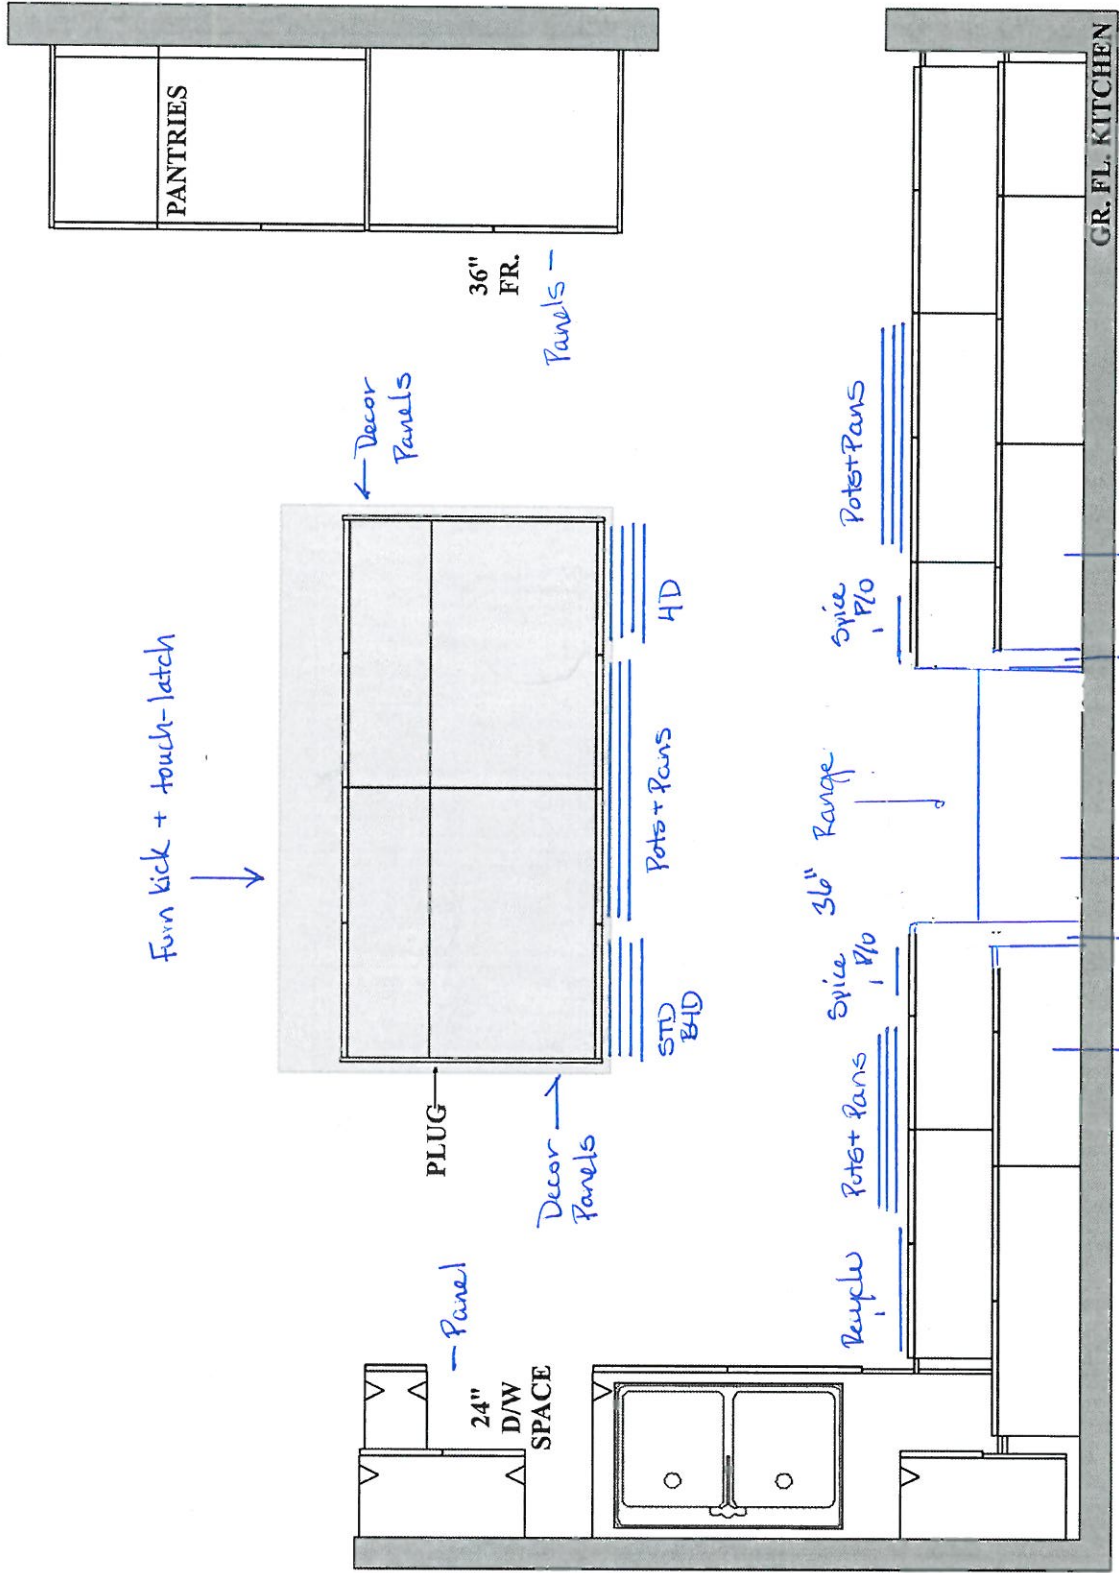 Furn kick + touch-latch
PANTRIES
36"
FR.
Panels
Decor
Panels
PLUG
Decor
Panels
STD
B4D
Pots+Pans
4D
Panel
24"
D/W
SPACE
Recycle
Pots+ Pans
Spice
P/O
36" Range
Spice
P/O
Pots+Pans
GR. FL. KITCHEN